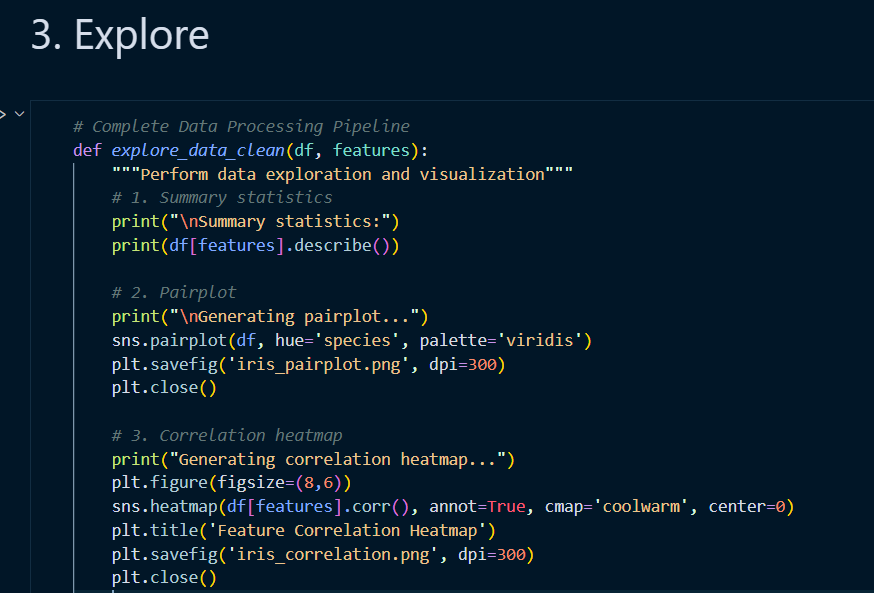 3. Explore
# Complete Data Processing Pipeline
def explore_data_clean(df, features):
    """Perform data exploration and visualization"""
    # 1. Summary statistics
    print("\nSummary statistics:")
    print(df[features].describe())
    # 2. Pairplot
    print("\nGenerating pairplot...")
    sns.pairplot(df, hue='species', palette='viridis')
    plt.savefig('iris_pairplot.png', dpi=300)
    plt.close()
    # 3. Correlation heatmap
    print("Generating correlation heatmap...")
    plt.figure(figsize=(8,6))
    sns.heatmap(df[features].corr(), annot=True, cmap='coolwarm', center=0)
    plt.title('Feature Correlation Heatmap')
    plt.savefig('iris_correlation.png', dpi=300)
    plt.close()